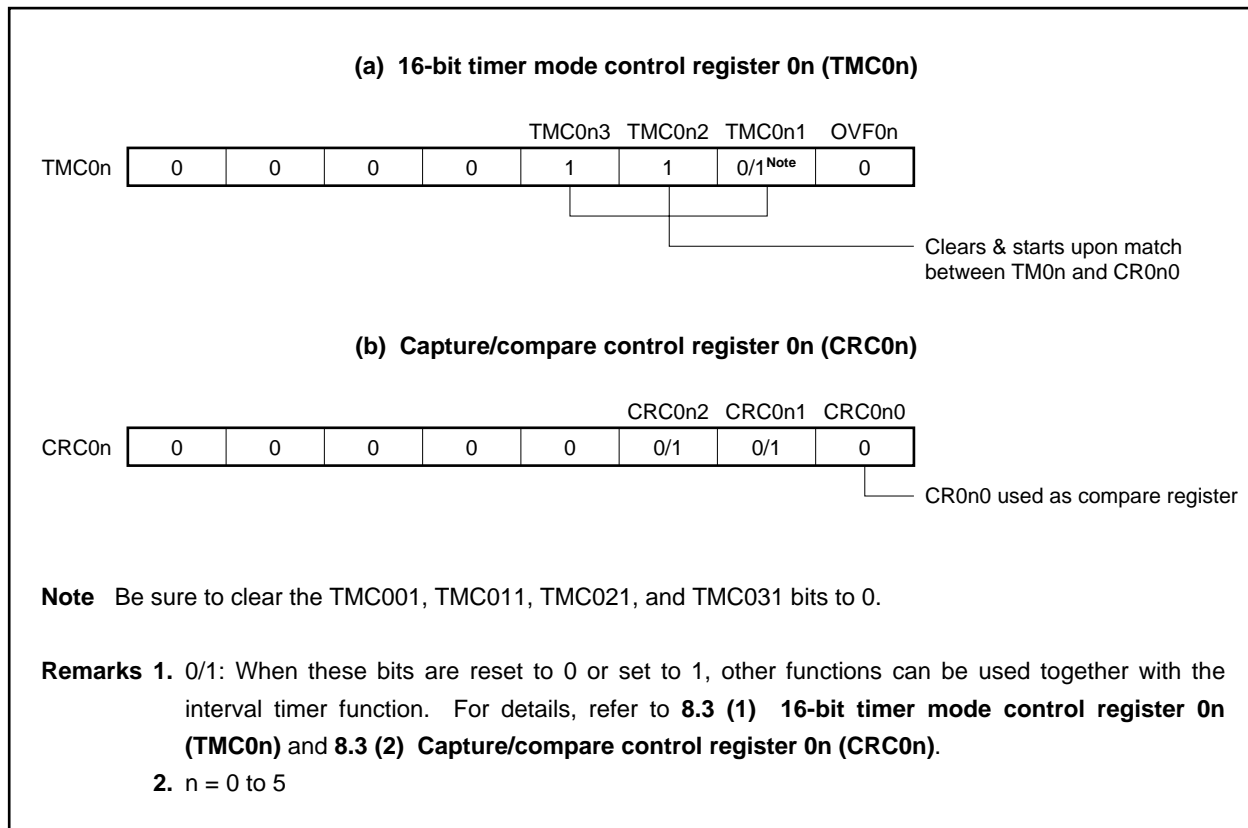 (a) 16-bit timer mode control register 0n (TMC0n)
TMC0n3 TMC0n2 TMC0n1 OVF0n
TMC0n 0 0 0 0 1 1 0/1Note 0
Clears & starts upon match
between TM0n and CR0n0
(b) Capture/compare control register 0n (CRC0n)
CRC0n2 CRC0n1 CRC0n0
CRC0n 0 0 0 0 0 0/1 0/1 0
CR0n0 used as compare register
Note Be sure to clear the TMC001, TMC011, TMC021, and TMC031 bits to 0.
Remarks 1. 0/1: When these bits are reset to 0 or set to 1, other functions can be used together with the
interval timer function. For details, refer to 8.3 (1) 16-bit timer mode control register 0n
(TMC0n) and 8.3 (2) Capture/compare control register 0n (CRC0n).
2. n = 0 to 5